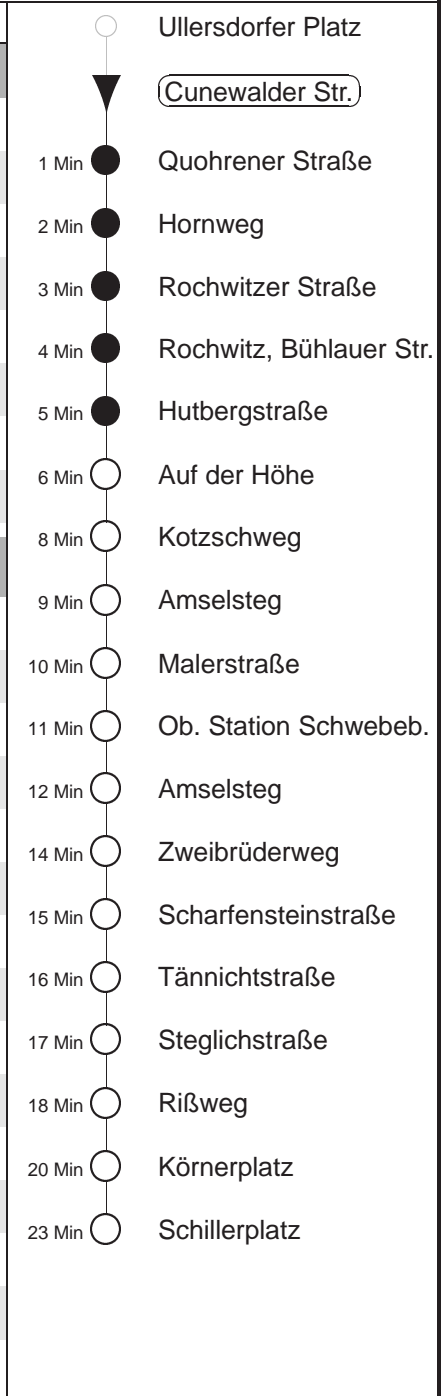 Ullersdorfer Platz
Cunewalder Str.
1 Min Quohrener Straße
2 Min Hornweg
3 Min Rochwitzer Straße
4 Min Rochwitz, Bühlauer Str.
5 Min Hutbergstraße
6 Min Auf der Höhe
8 Min Kotzschweg
9 Min Amselsteg
10 Min Malerstraße
11 Min Ob. Station Schwebeb.
12 Min Amselsteg
14 Min Zweibrüderweg
15 Min Scharfensteinstraße
16 Min Tännichtstraße
17 Min Steglichstraße
18 Min Rißweg
20 Min Körnerplatz
23 Min Schillerplatz